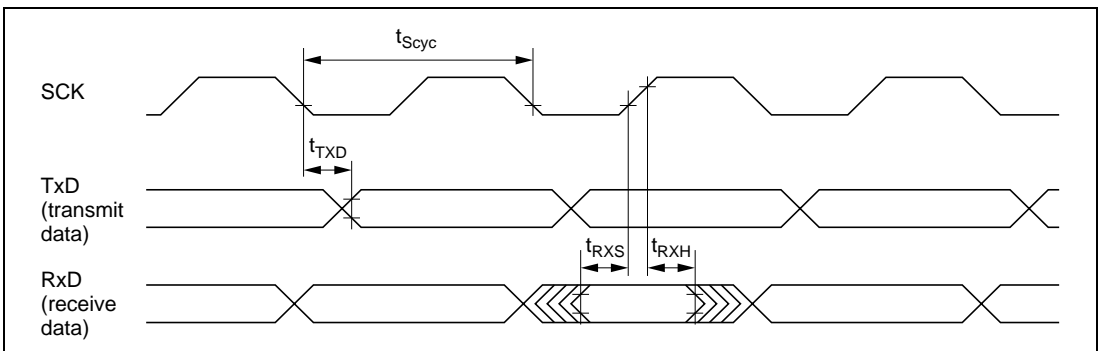 tScyc
SCK
tTXD
TxD
(transmit
data)
tRXS tRXH
RxD
(receive
data)